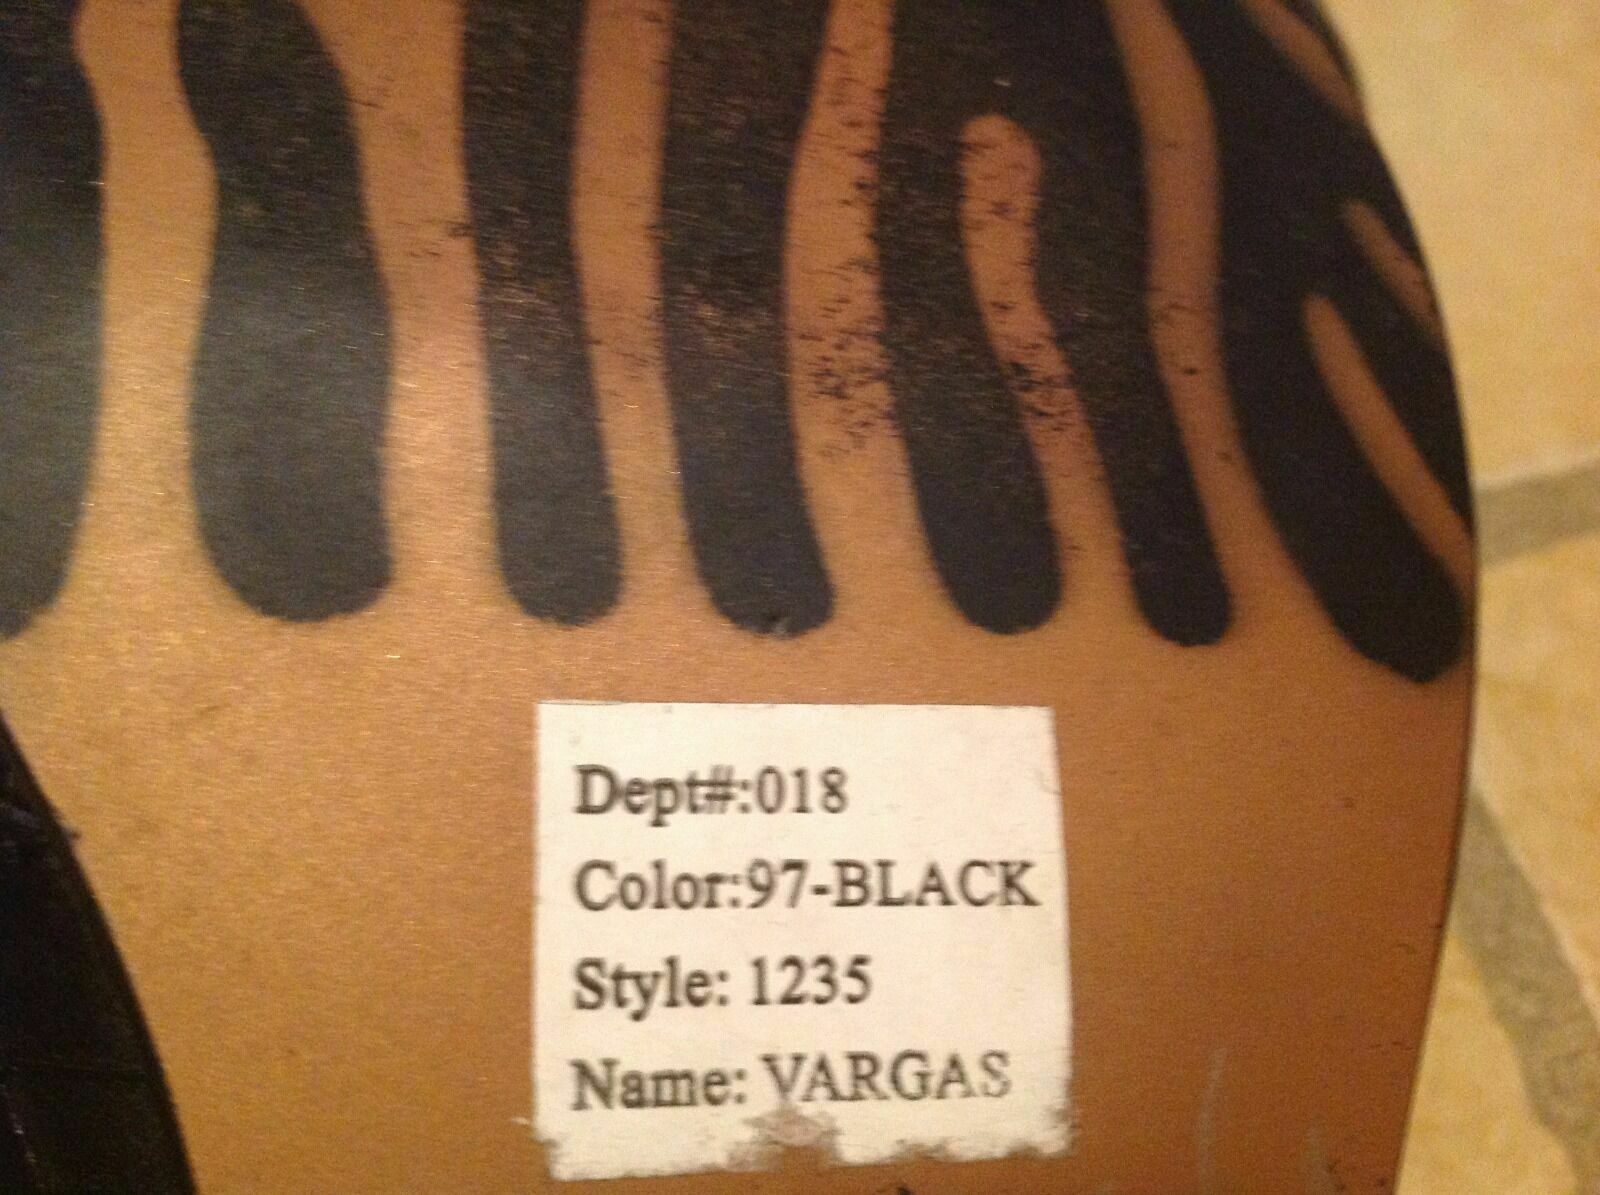 Dept#:018
Color:97-BLACK
Style: 1235
Name: VARGAS